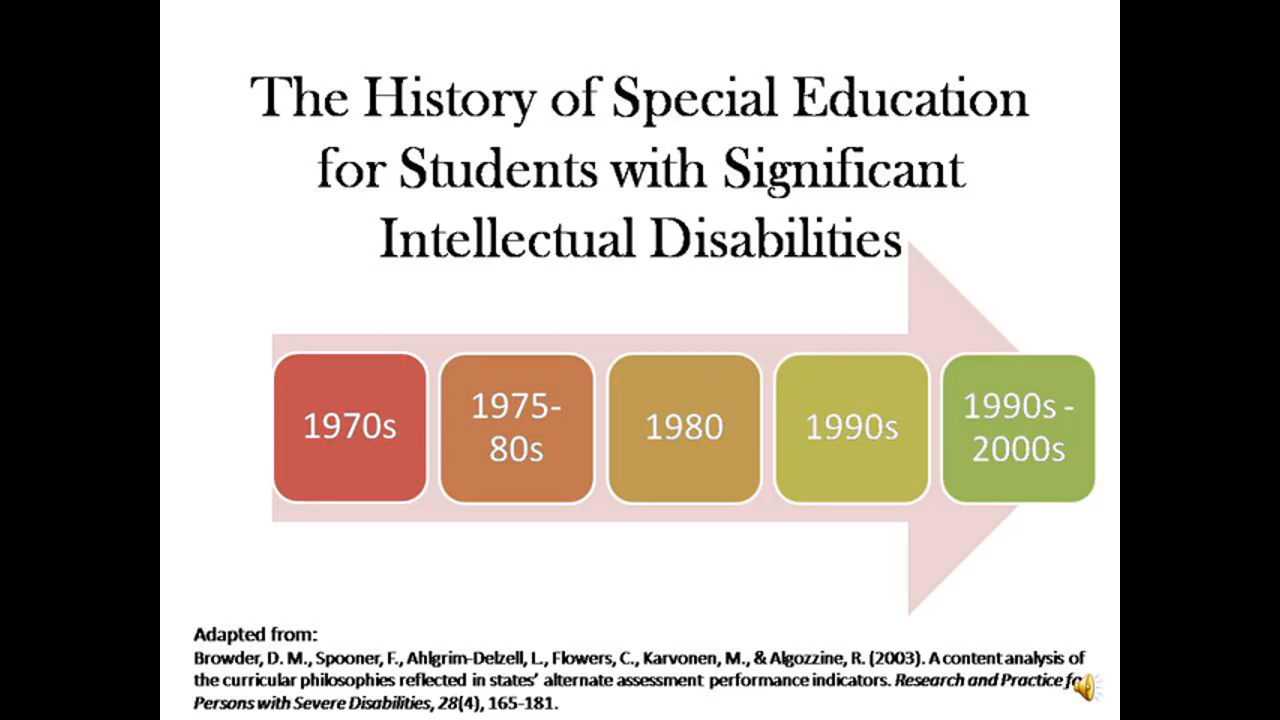 The History of Special Education
for Students with Significant
Intellectual Disabilities
1970s
1975-
80s
1980
1990s
1990s -
2000s
Adapted from:
Browder, D. M., Spooner, F., Ahlgrim-Delzell, L., Flowers, C., Karvonen, M., & Algozzine, R. (2003). A content analysis of
the curricular philosophies reflected in states’ alternate assessment performance indicators. Research and Practice
Persons with Severe Disabilities, 28(4), 165-181.